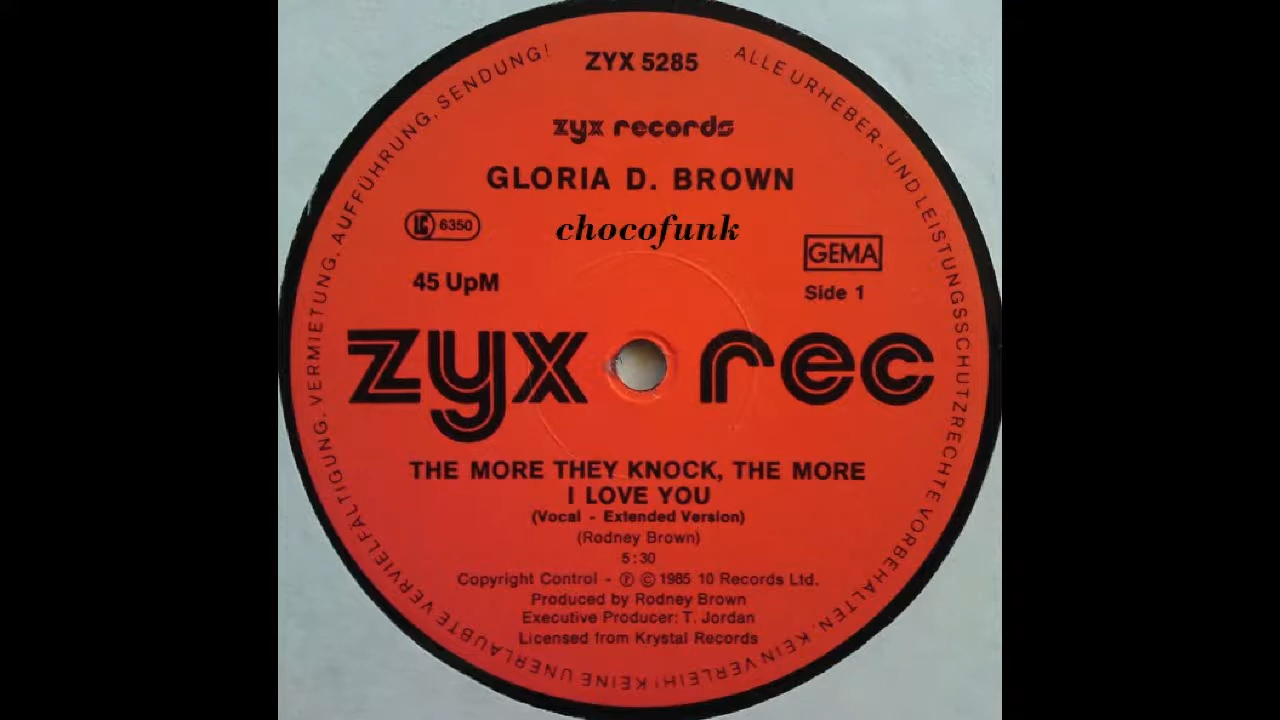 ZYX 5285
zyx records
GLORIA D. BROWN
chocofunk
LC 6350
GEMA
45 UpM
Side 1
zyx rec
THE MORE THEY KNOCK, THE MORE
I LOVE YOU
(Vocal - Extended Version)
(Rodney Brown)
5:30
Copyright Control - ℗ © 1985 10 Records Ltd.
Produced by Rodney Brown
Executive Producer: T. Jordan
Licensed from Krystal Records
ALLE URHEBER- UND LEISTUNGSSCHUTZRECHTE VORBEHALTEN. KEIN VERLEIH! KEINE UNERLAUBTE VERVIELFÄLTIGUNG. VERMIETUNG. AUFFÜHRUNG, SENDUNG!